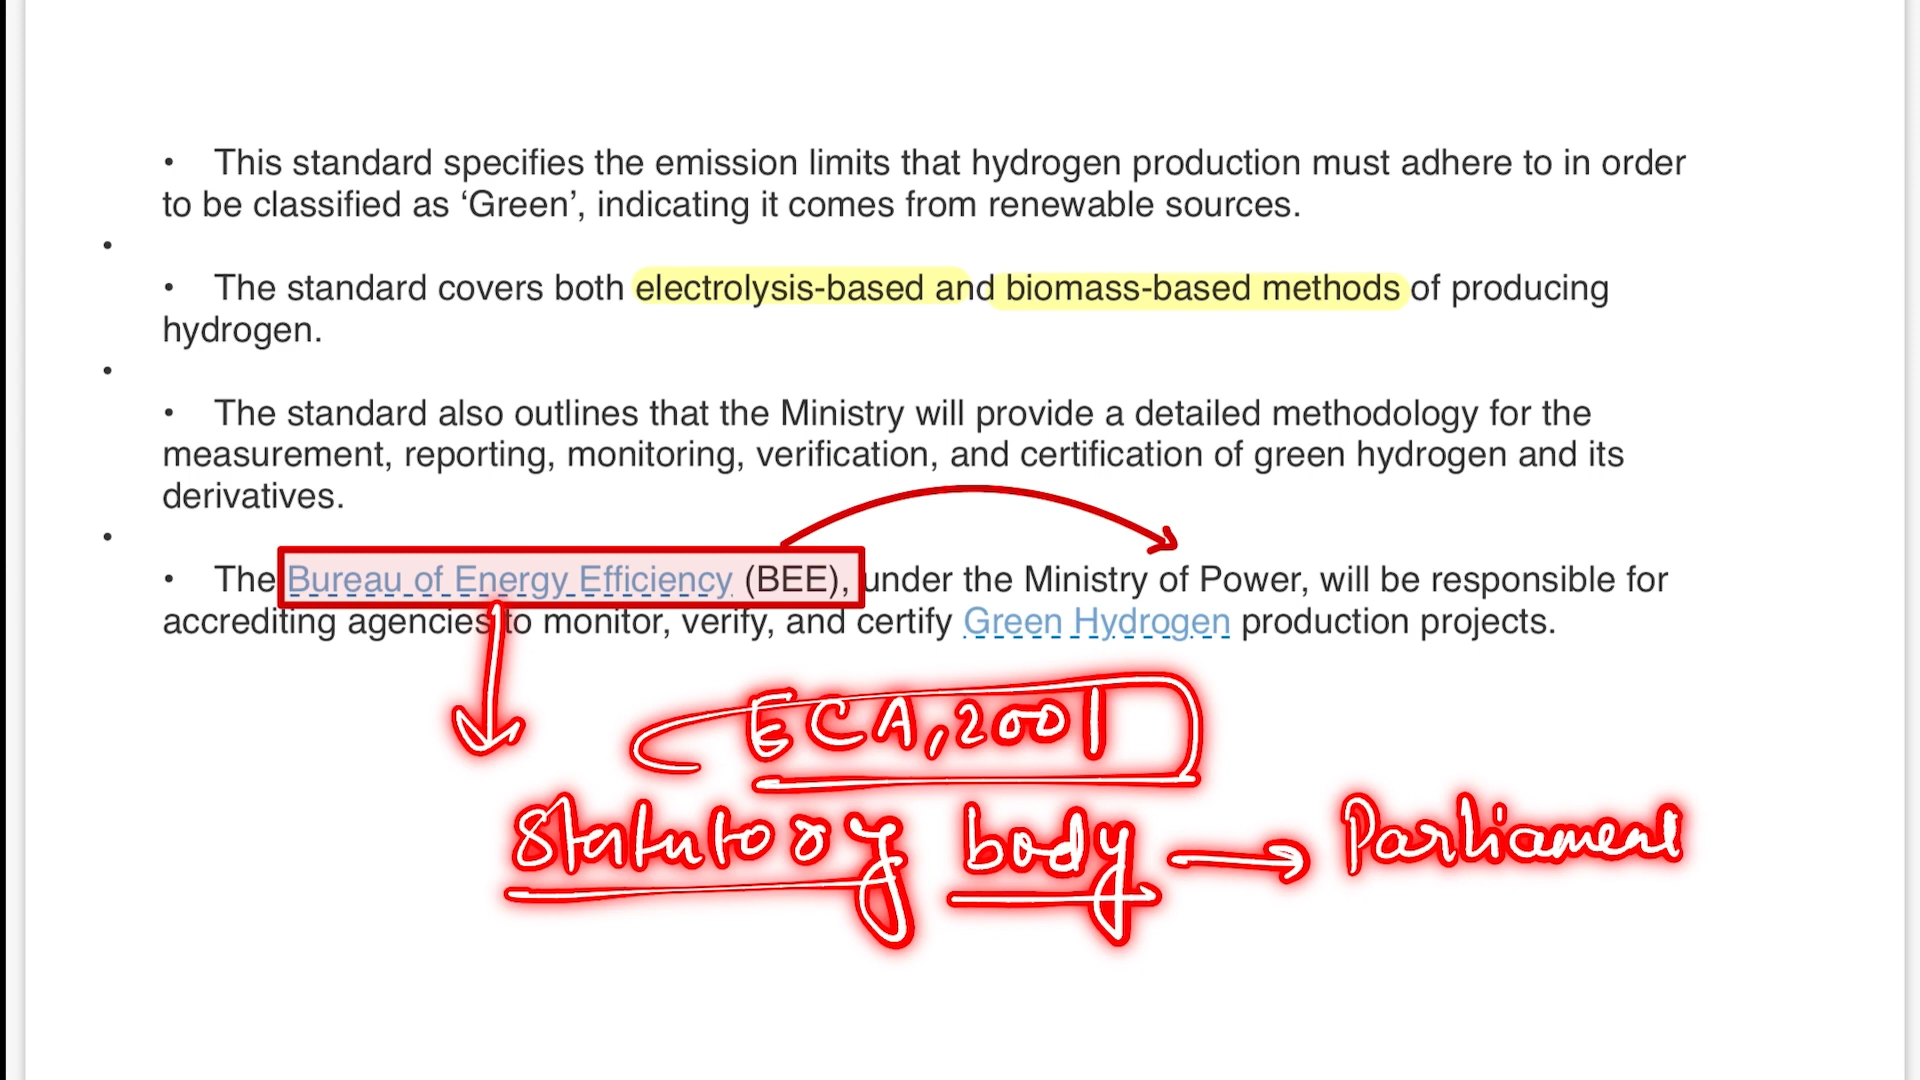 • This standard specifies the emission limits that hydrogen production must adhere to in order
to be classified as ‘Green’, indicating it comes from renewable sources.
•
• The standard covers both electrolysis-based and biomass-based methods of producing
hydrogen.
•
• The standard also outlines that the Ministry will provide a detailed methodology for the
measurement, reporting, monitoring, verification, and certification of green hydrogen and its
derivatives.
•
• The Bureau of Energy Efficiency (BEE), under the Ministry of Power, will be responsible for
accrediting agencies to monitor, verify, and certify Green Hydrogen production projects.
ECA, 2001
Statutory body → Parliament